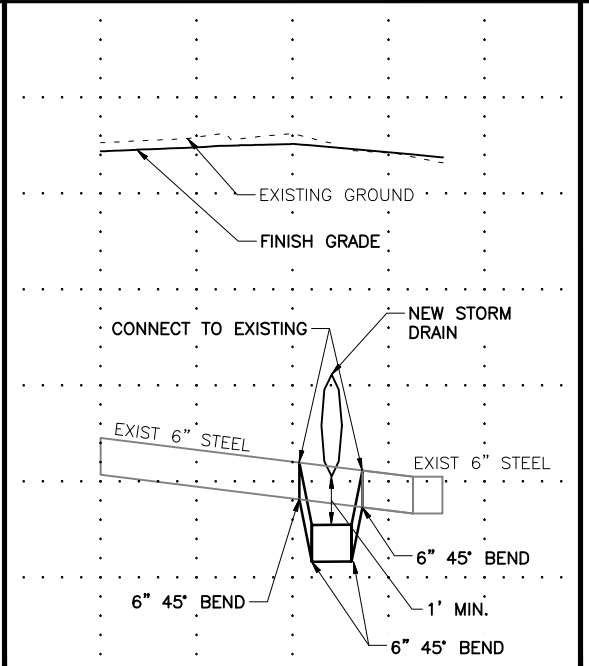 EXISTING GROUND
FINISH GRADE
NEW STORM
DRAIN
CONNECT TO EXISTING
EXIST 6" STEEL
EXIST 6" STEEL
6" 45° BEND
6" 45° BEND
1' MIN.
6" 45° BEND